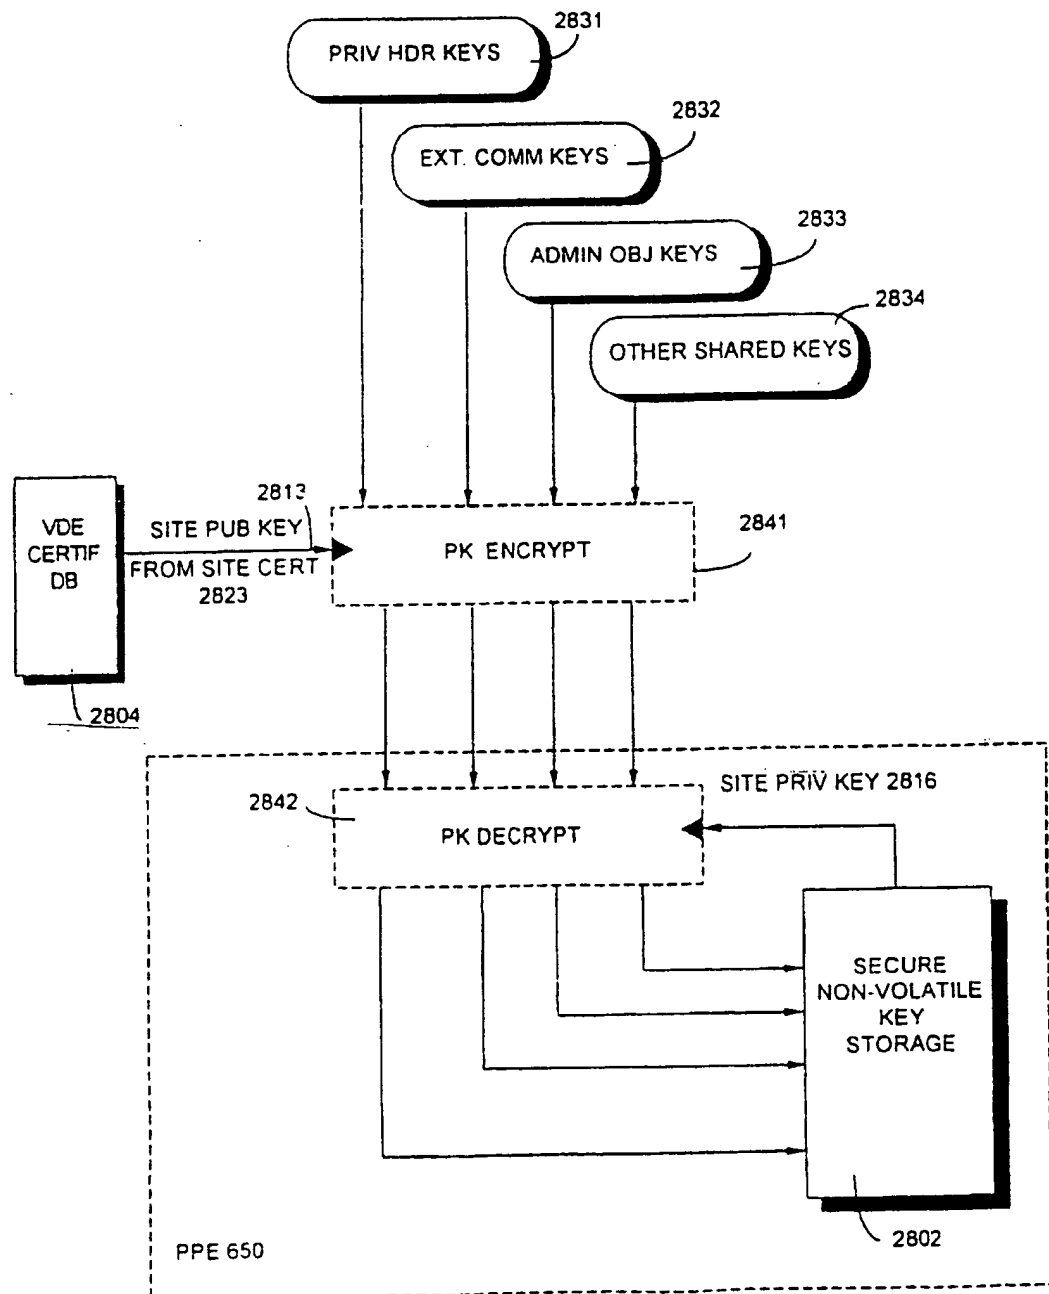 2831
PRIV HDR KEYS
2832
EXT. COMM KEYS
2833
ADMIN OBJ KEYS
2834
OTHER SHARED KEYS
2813
VDE
CERTIF
DB
SITE PUB KEY
FROM SITE CERT
2823
PK ENCRYPT
2841
2804
SITE PRIV KEY 2816
2842
PK DECRYPT
SECURE
NON-VOLATILE
KEY
STORAGE
2802
PPE 650